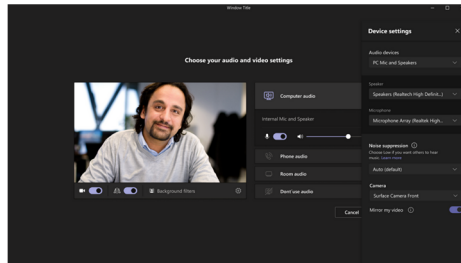 Window Title
Device settings
Choose your audio and video settings
Audio devices
PC Mic and Speakers
Speaker
Speakers (Realtech High Definit...)
Computer audio
Microphone
Microphone Array (Realtek High...
Internal Mic and Speaker
Noise suppression
Choose low if you want others to hear
music. Learn more
Phone audio
Auto (default)
Room audio
Camera
Background filters
Don't use audio
Surface Camera Front
Cancel
Mirror my video